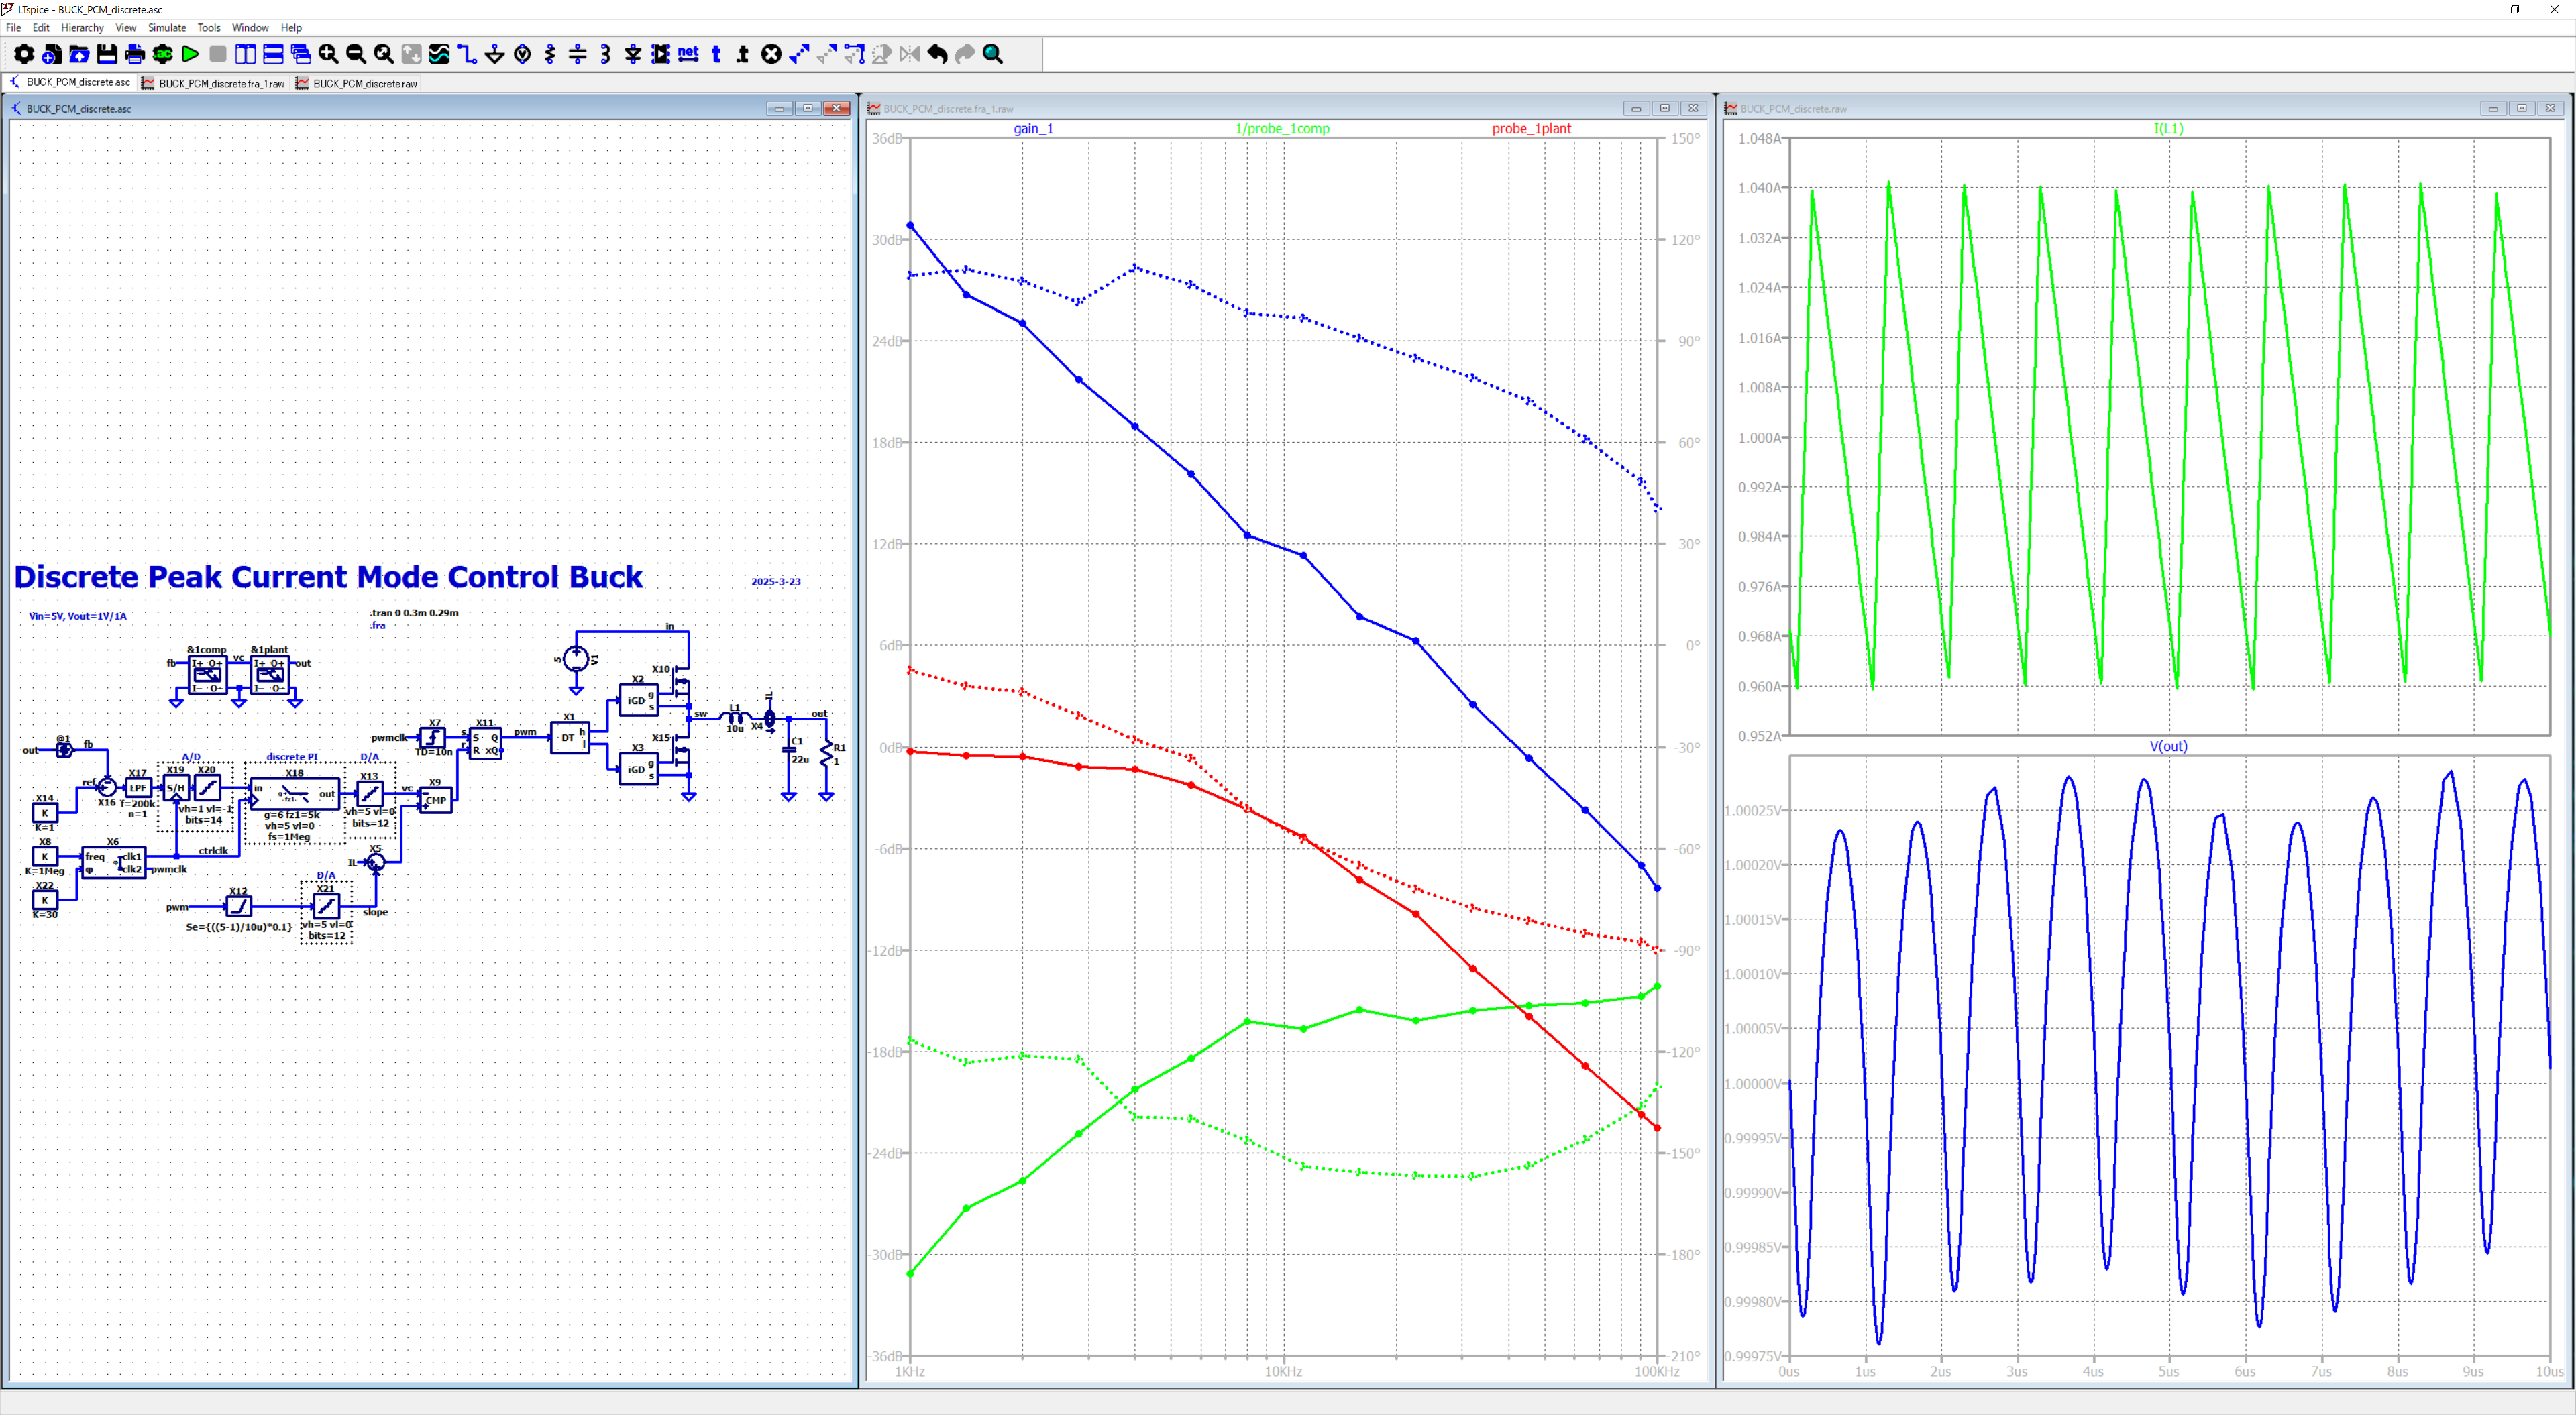 LTspice - BUCK_PCM_discrete.asc
File Edit Hierarchy View Simulate Tools Window Help
.ac
net
t
.t
BUCK_PCM_discrete.asc
BUCK_PCM_discrete.fra_1.raw
BUCK_PCM_discrete.raw
BUCK_PCM_discrete.asc
Discrete Peak Current Mode Control Buck
2025-3-23
Vin=5V, Vout=1V/1A
.tran 0 0.3m 0.29m
.fra
&1comp
&1plant
fb
I+ O+
I- O-
vc
I+ O+
I- O-
out
in
5
V1
X10
X2
iGD
g
s
IL
sw
L1
10u
X4
out
C1
22u
R1
1
X1
DT
h
l
X15
X3
iGD
g
s
pwmclk
X7
TD=10n
X11
s
S Q
r
R xQ
pwm
@1
out
fb
A/D
discrete PI
D/A
ref
X16
X17
LPF
f=200k
n=1
X19
S/H
X20
vh=1 vl=-1
bits=14
X18
in
out
g
fz1
g=6 fz1=5k
vh=5 vl=0
fs=1Meg
X13
vh=5 vl=0
bits=12
vc
X9
CMP
X14
K
K=1
X8
K
K=1Meg
X22
K
K=30
X6
freq clk1
φ clk2
ctrlclk
pwmclk
IL
X5
pwm
X12
Se={((5-1)/10u)*0.1}
D/A
X21
vh=5 vl=0
bits=12
slope
BUCK_PCM_discrete.fra_1.raw
gain_1
1/probe_1comp
probe_1plant
36dB
30dB
24dB
18dB
12dB
6dB
0dB
-6dB
-12dB
-18dB
-24dB
-30dB
-36dB
150°
120°
90°
60°
30°
0°
-30°
-60°
-90°
-120°
-150°
-180°
-210°
1KHz
10KHz
100KHz
BUCK_PCM_discrete.raw
I(L1)
1.048A
1.040A
1.032A
1.024A
1.016A
1.008A
1.000A
0.992A
0.984A
0.976A
0.968A
0.960A
0.952A
V(out)
1.00025V
1.00020V
1.00015V
1.00010V
1.00005V
1.00000V
0.99995V
0.99990V
0.99985V
0.99980V
0.99975V
0us
1us
2us
3us
4us
5us
6us
7us
8us
9us
10us